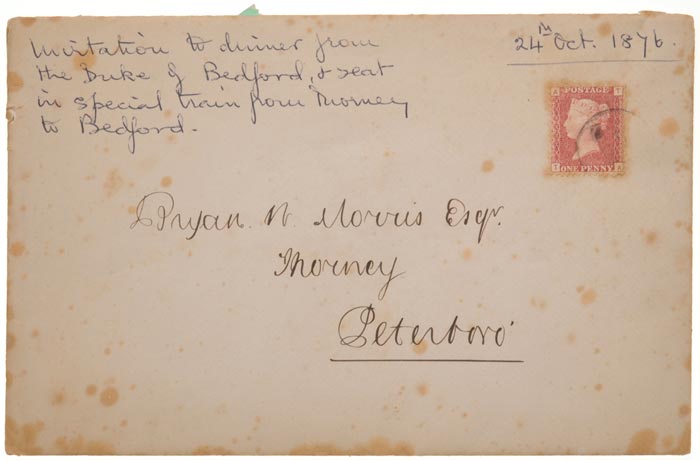 Invitation to dinner from
the Duke of Bedford, & seat
in special train from Thorney
to Bedford.
24th Oct. 1876.
POSTAGE
ONE PENNY
Bryan. W. Morris Esqr.
Thorney
Peterboro'